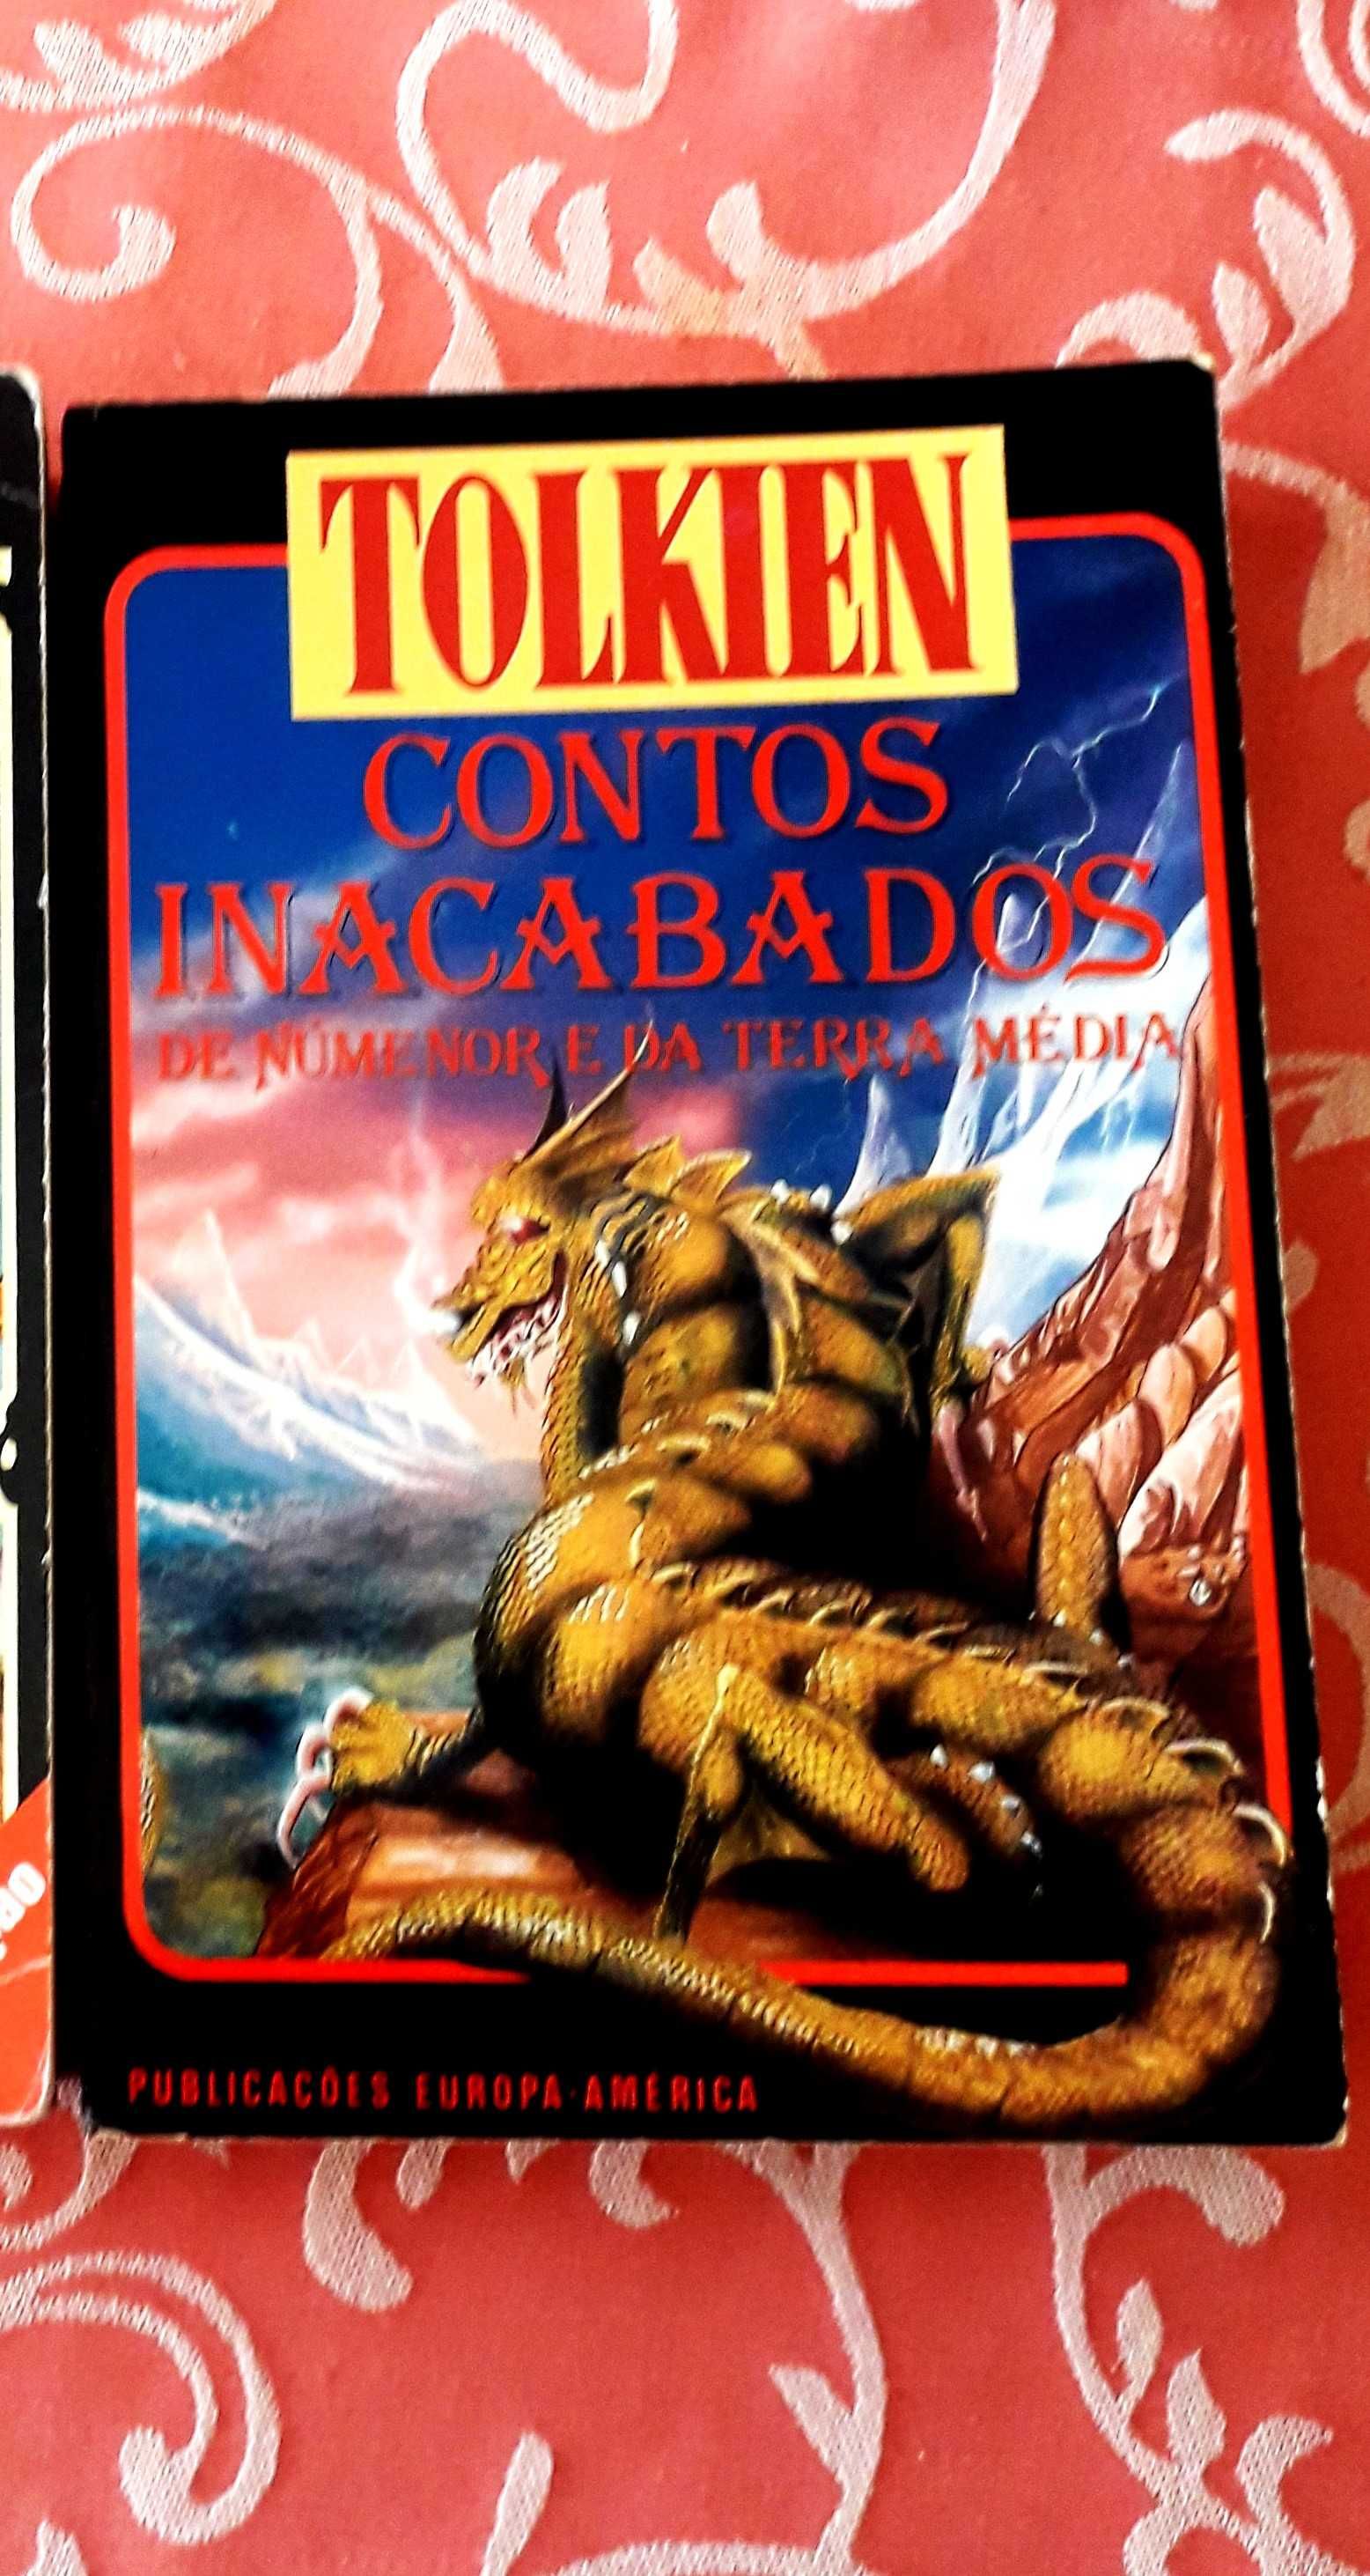 TOLKIEN
CONTOS
INACABADOS
DE NÚMENOR E DA TERRA MÉDIA
PUBLICAÇÕES EUROPA-AMÉRICA